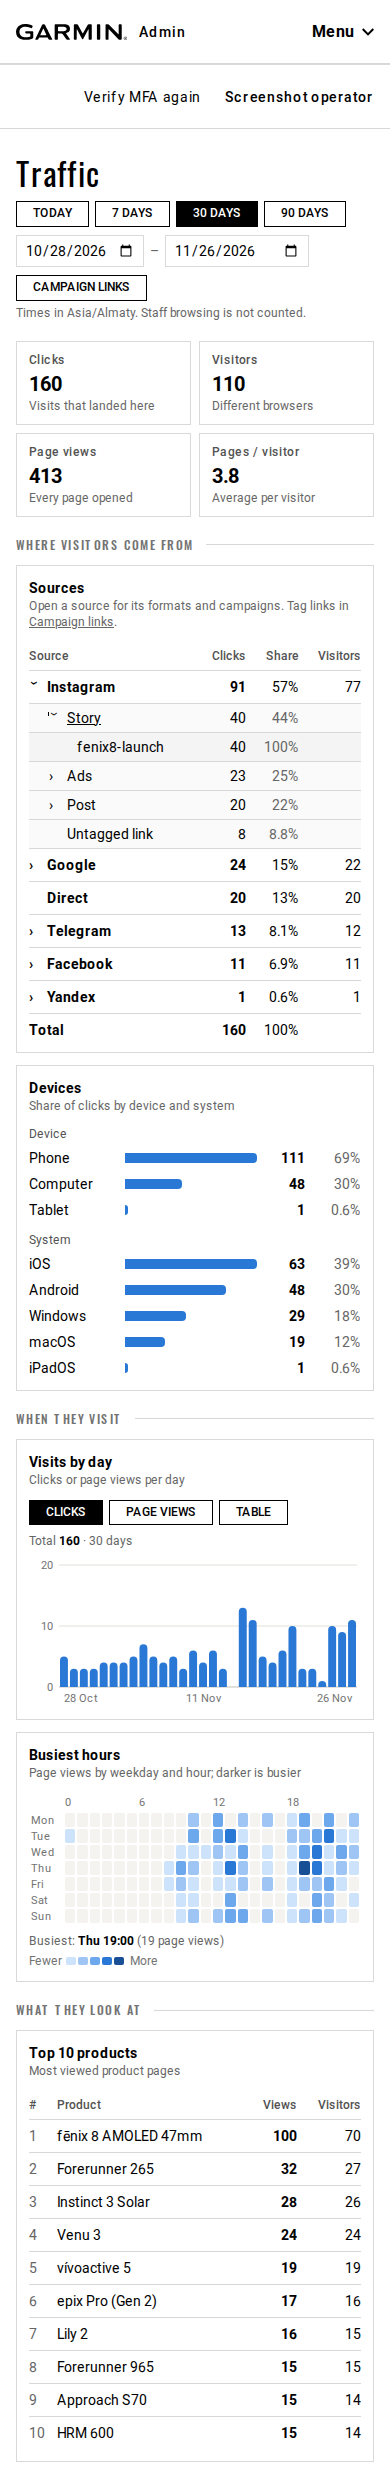 GARMIN Admin Menu
Verify MFA again Screenshot operator
Traffic
TODAY 7 DAYS 30 DAYS 90 DAYS
10/28/2026 – 11/26/2026
CAMPAIGN LINKS
Times in Asia/Almaty. Staff browsing is not counted.
Clicks Visitors
160 110
Visits that landed here Different browsers
Page views Pages / visitor
413 3.8
Every page opened Average per visitor
WHERE VISITORS COME FROM
Sources
Open a source for its formats and campaigns. Tag links in
Campaign links.
Source Clicks Share Visitors
Instagram 91 57% 77
Story 40 44%
fenix8-launch 40 100%
› Ads 23 25%
› Post 20 22%
Untagged link 8 8.8%
› Google 24 15% 22
Direct 20 13% 20
› Telegram 13 8.1% 12
› Facebook 11 6.9% 11
› Yandex 1 0.6% 1
Total 160 100%
Devices
Share of clicks by device and system
Device
Phone 111 69%
Computer 48 30%
Tablet 1 0.6%
System
iOS 63 39%
Android 48 30%
Windows 29 18%
macOS 19 12%
iPadOS 1 0.6%
WHEN THEY VISIT
Visits by day
Clicks or page views per day
CLICKS PAGE VIEWS TABLE
Total 160 · 30 days
20
10
0
28 Oct 11 Nov 26 Nov
Busiest hours
Page views by weekday and hour; darker is busier
0 6 12 18
Mon
Tue
Wed
Thu
Fri
Sat
Sun
Busiest: Thu 19:00 (19 page views)
Fewer More
WHAT THEY LOOK AT
Top 10 products
Most viewed product pages
# Product Views Visitors
1 fēnix 8 AMOLED 47mm 100 70
2 Forerunner 265 32 27
3 Instinct 3 Solar 28 26
4 Venu 3 24 24
5 vívoactive 5 19 19
6 epix Pro (Gen 2) 17 16
7 Lily 2 16 15
8 Forerunner 965 15 15
9 Approach S70 15 14
10 HRM 600 15 14